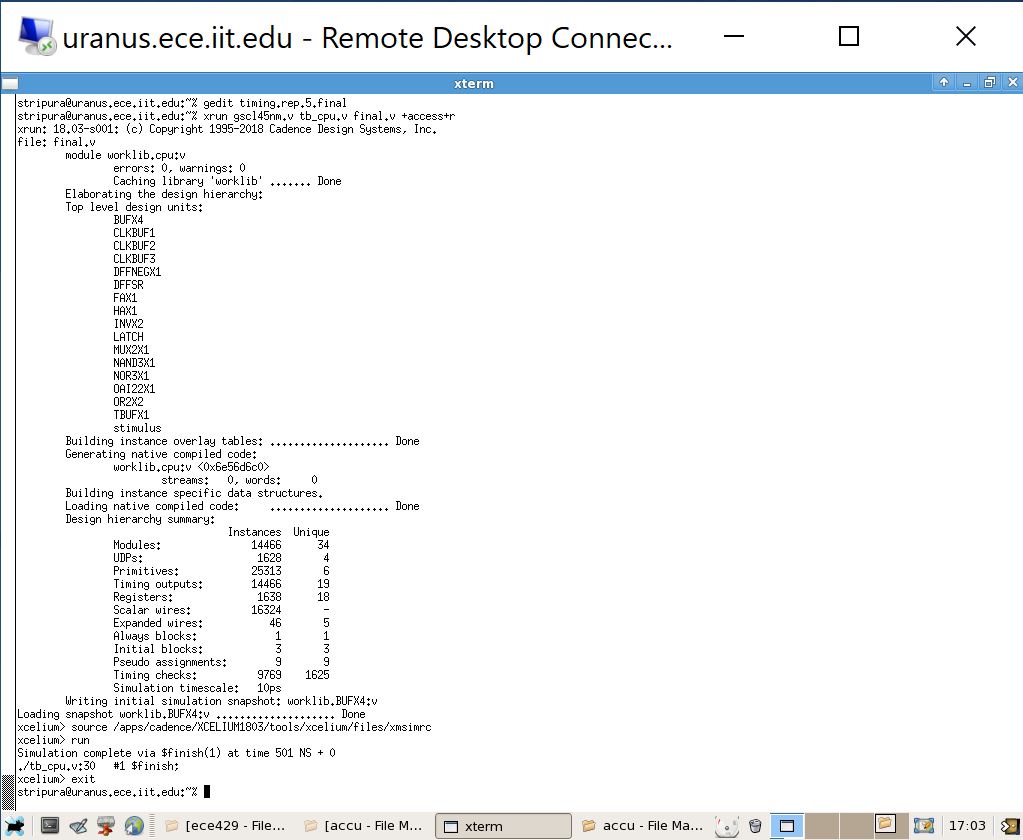 uranus.ece.iit.edu - Remote Desktop Connec...
xterm
stripura@uranus.ece.iit.edu:~% gedit timing.rep.5.final
stripura@uranus.ece.iit.edu:~% xrun gscl45nm.v tb_cpu.v final.v +access+r
xrun: 18.03-s001: (c) Copyright 1995-2018 Cadence Design Systems, Inc.
file: final.v
module worklib.cpu:v
errors: 0, warnings: 0
Caching library 'worklib' ....... Done
Elaborating the design hierarchy:
Top level design units:
BUFX4
CLKBUF1
CLKBUF2
CLKBUF3
DFFNEGX1
DFFSR
FAX1
HAX1
INVX2
LATCH
MUX2X1
NAND3X1
NOR3X1
OAI22X1
OR2X2
TBUFX1
stimulus
Building instance overlay tables: .................... Done
Generating native compiled code:
worklib.cpu:v <0x6e56d6c0>
streams:   0, words:     0
Building instance specific data structures.
Loading native compiled code:     .................... Done
Design hierarchy summary:
Instances  Unique
Modules:               14466      34
UDPs:                   1628       4
Primitives:            25313       6
Timing outputs:        14466      19
Registers:              1638      18
Scalar wires:          16324       -
Expanded wires:           46       5
Always blocks:             1       1
Initial blocks:            3       3
Pseudo assignments:        9       9
Timing checks:          9769    1625
Simulation timescale:   10ps
Writing initial simulation snapshot: worklib.BUFX4:v
Loading snapshot worklib.BUFX4:v .................... Done
xcelium> source /apps/cadence/XCELIUM1803/tools/xcelium/files/xmsimrc
xcelium> run
Simulation complete via $finish(1) at time 501 NS + 0
./tb_cpu.v:30   #1 $finish;
xcelium> exit
stripura@uranus.ece.iit.edu:~%
[ece429 - File... [accu - File M... xterm accu - File Ma... 17:03